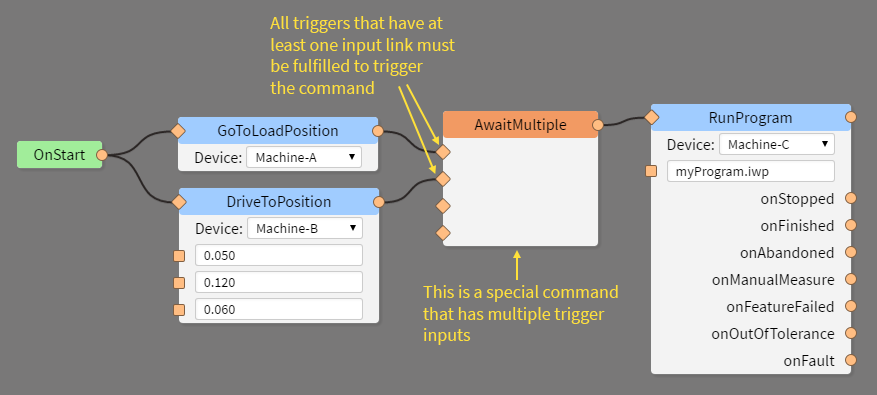 All triggers that have at
least one input link must
be fulfilled to trigger
the command
OnStart
GoToLoadPosition
Device: Machine-A
DriveToPosition
Device: Machine-B
0.050
0.120
0.060
AwaitMultiple
This is a special command
that has multiple trigger
inputs
RunProgram
Device: Machine-C
myProgram.iwp
onStopped
onFinished
onAbandoned
onManualMeasure
onFeatureFailed
onOutOfTolerance
onFault